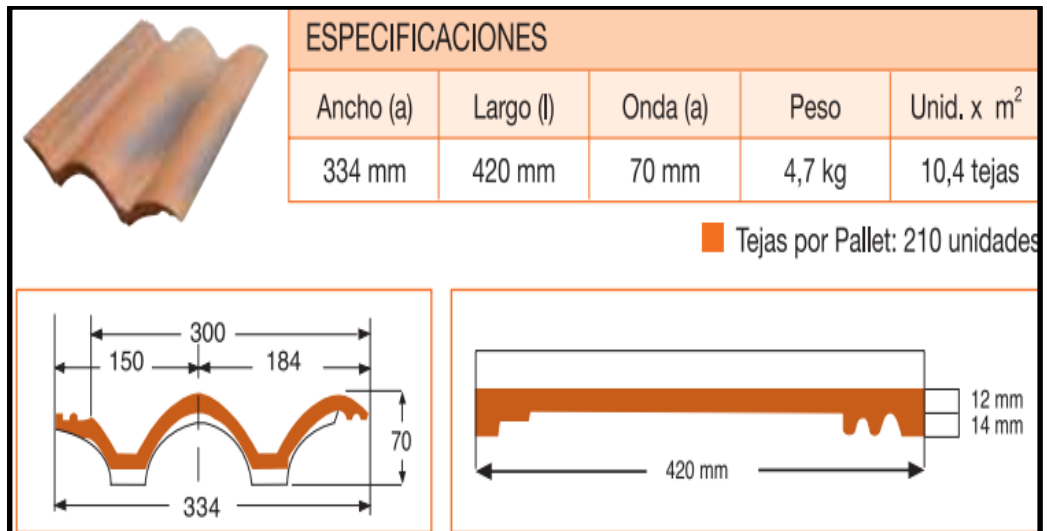 ESPECIFICACIONES
Ancho (a) Largo (l) Onda (a) Peso Unid. x m²
334 mm 420 mm 70 mm 4,7 kg 10,4 tejas
Tejas por Pallet: 210 unidades
300
150 184
70
334
12 mm
14 mm
420 mm